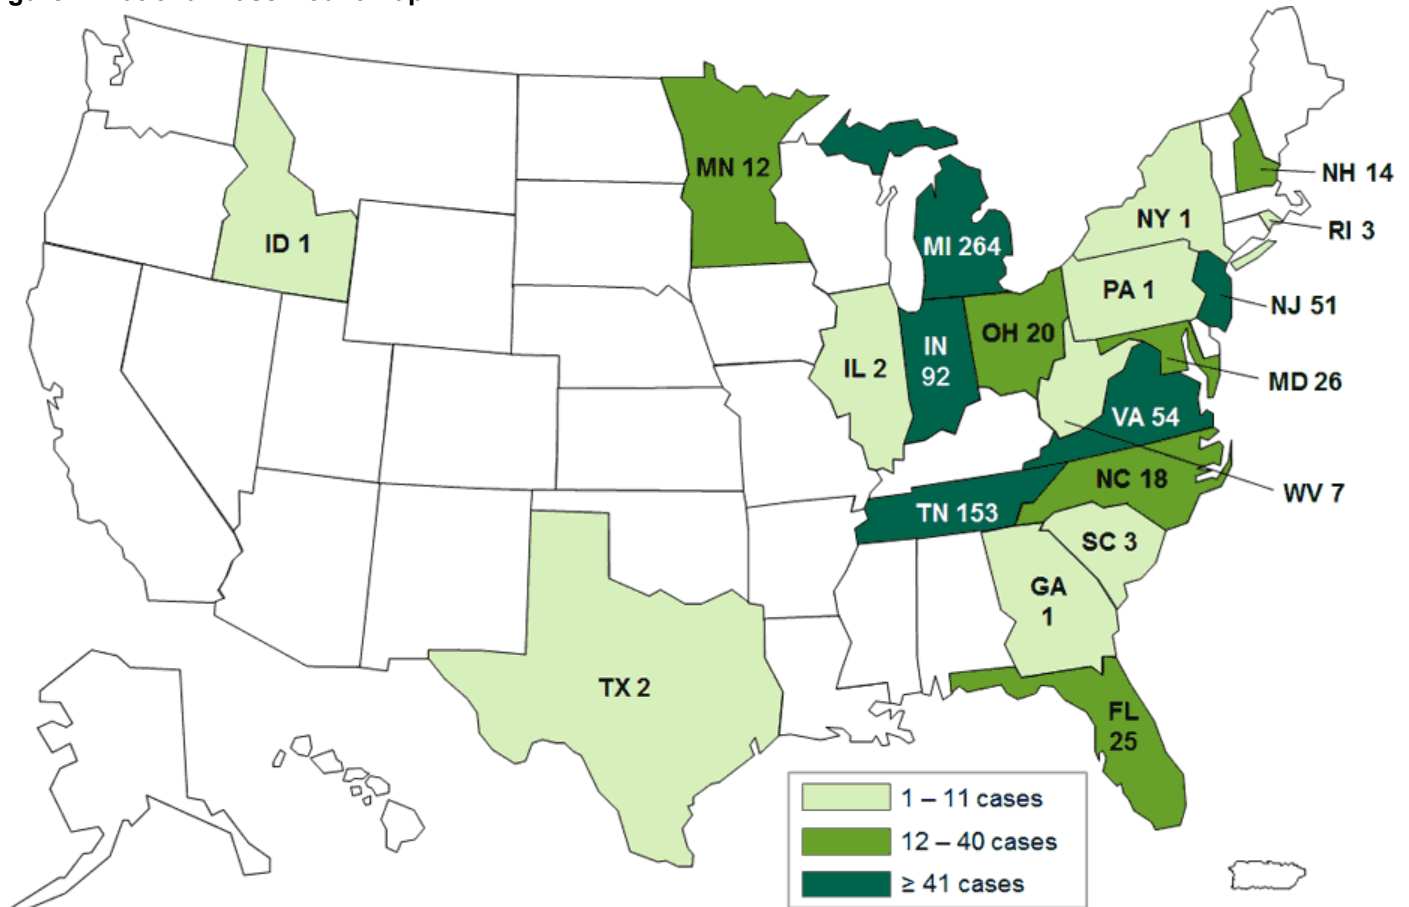 MN 12
NH 14
NY 1
RI 3
ID 1
MI 264
PA 1
NJ 51
OH 20
IN
92
IL 2
MD 26
VA 54
NC 18
WV 7
TN 153
SC 3
GA
1
TX 2
FL
25
1 – 11 cases
12 – 40 cases
≥ 41 cases